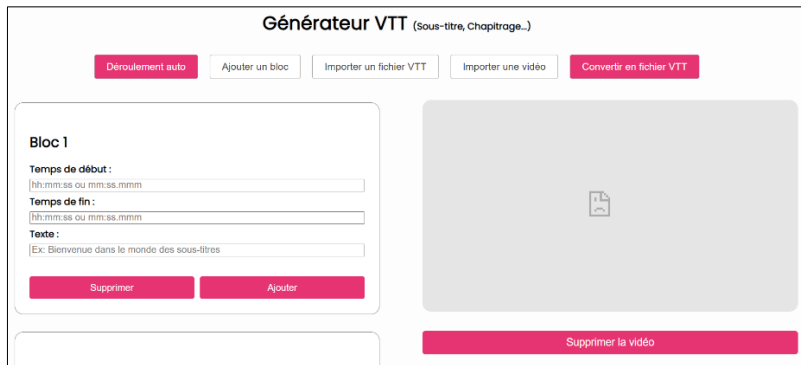 Générateur VTT (Sous-titre, Chapitrage...)
Déroulement auto Ajouter un bloc Importer un fichier VTT Importer une vidéo Convertir en fichier VTT
Bloc 1
Temps de début :
hh:mm:ss ou mm:ss.mmm
Temps de fin :
hh:mm:ss ou mm:ss.mmm
Texte :
Ex: Bienvenue dans le monde des sous-titres
Supprimer Ajouter
Supprimer la vidéo